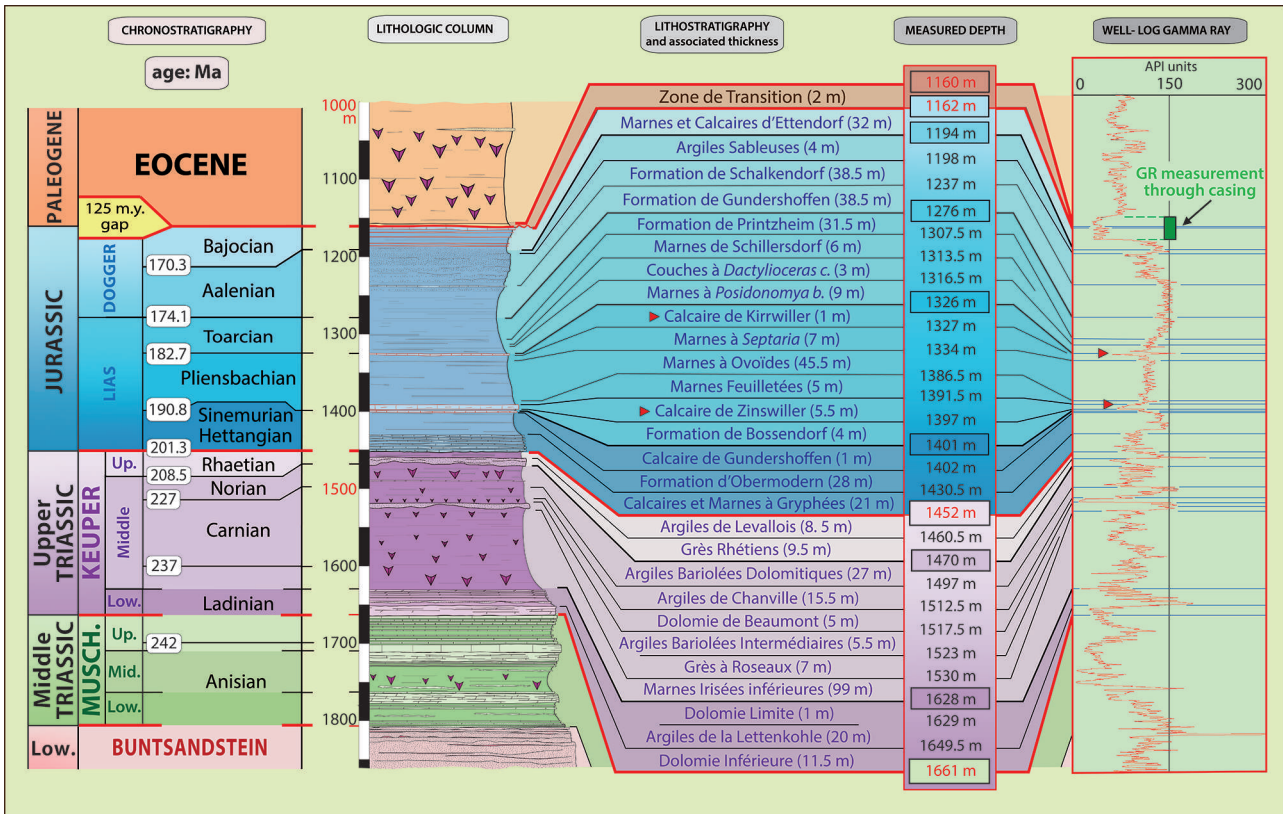 CHRONOSTRATIGRAPHY
age: Ma
LITHOLOGIC COLUMN
LITHOSTRATIGRAPHY
and associated thickness
MEASURED DEPTH
WELL- LOG GAMMA RAY
PALEOGENE
EOCENE
125 m.y.
gap
JURASSIC
DOGGER
LIAS
Bajocian
170.3
Aalenian
174.1
Toarcian
182.7
Pliensbachian
190.8
Sinemurian
Hettangian
201.3
Upper
TRIASSIC
KEUPER
Up.
Middle
Low.
Rhaetian
208.5
Norian
227
Carnian
237
Ladinian
Middle
TRIASSIC
MUSCH.
Up.
Mid.
Low.
242
Anisian
Low.
BUNTSANDSTEIN
1000
m
1100
1200
1300
1400
1500
1600
1700
1800
Zone de Transition (2 m)
Marnes et Calcaires d’Ettendorf (32 m)
Argiles Sableuses (4 m)
Formation de Schalkendorf (38.5 m)
Formation de Gundershoffen (38.5 m)
Formation de Printzheim (31.5 m)
Marnes de Schillersdorf (6 m)
Couches à Dactylioceras c. (3 m)
Marnes à Posidonomya b. (9 m)
Calcaire de Kirrwiller (1 m)
Marnes à Septaria (7 m)
Marnes à Ovoïdes (45.5 m)
Marnes Feuilletées (5 m)
Calcaire de Zinswiller (5.5 m)
Formation de Bossendorf (4 m)
Calcaire de Gundershoffen (1 m)
Formation d’Obermodern (28 m)
Calcaires et Marnes à Gryphées (21 m)
Argiles de Levallois (8. 5 m)
Grès Rhétiens (9.5 m)
Argiles Bariolées Dolomitiques (27 m)
Argiles de Chanville (15.5 m)
Dolomie de Beaumont (5 m)
Argiles Bariolées Intermédiaires (5.5 m)
Grès à Roseaux (7 m)
Marnes Irisées inférieures (99 m)
Dolomie Limite (1 m)
Argiles de la Lettenkohle (20 m)
Dolomie Inférieure (11.5 m)
1160 m
1162 m
1194 m
1198 m
1237 m
1276 m
1307.5 m
1313.5 m
1316.5 m
1326 m
1327 m
1334 m
1386.5 m
1391.5 m
1397 m
1401 m
1402 m
1430.5 m
1452 m
1460.5 m
1470 m
1497 m
1512.5 m
1517.5 m
1523 m
1530 m
1628 m
1629 m
1649.5 m
1661 m
API units
0 150 300
GR measurement
through casing